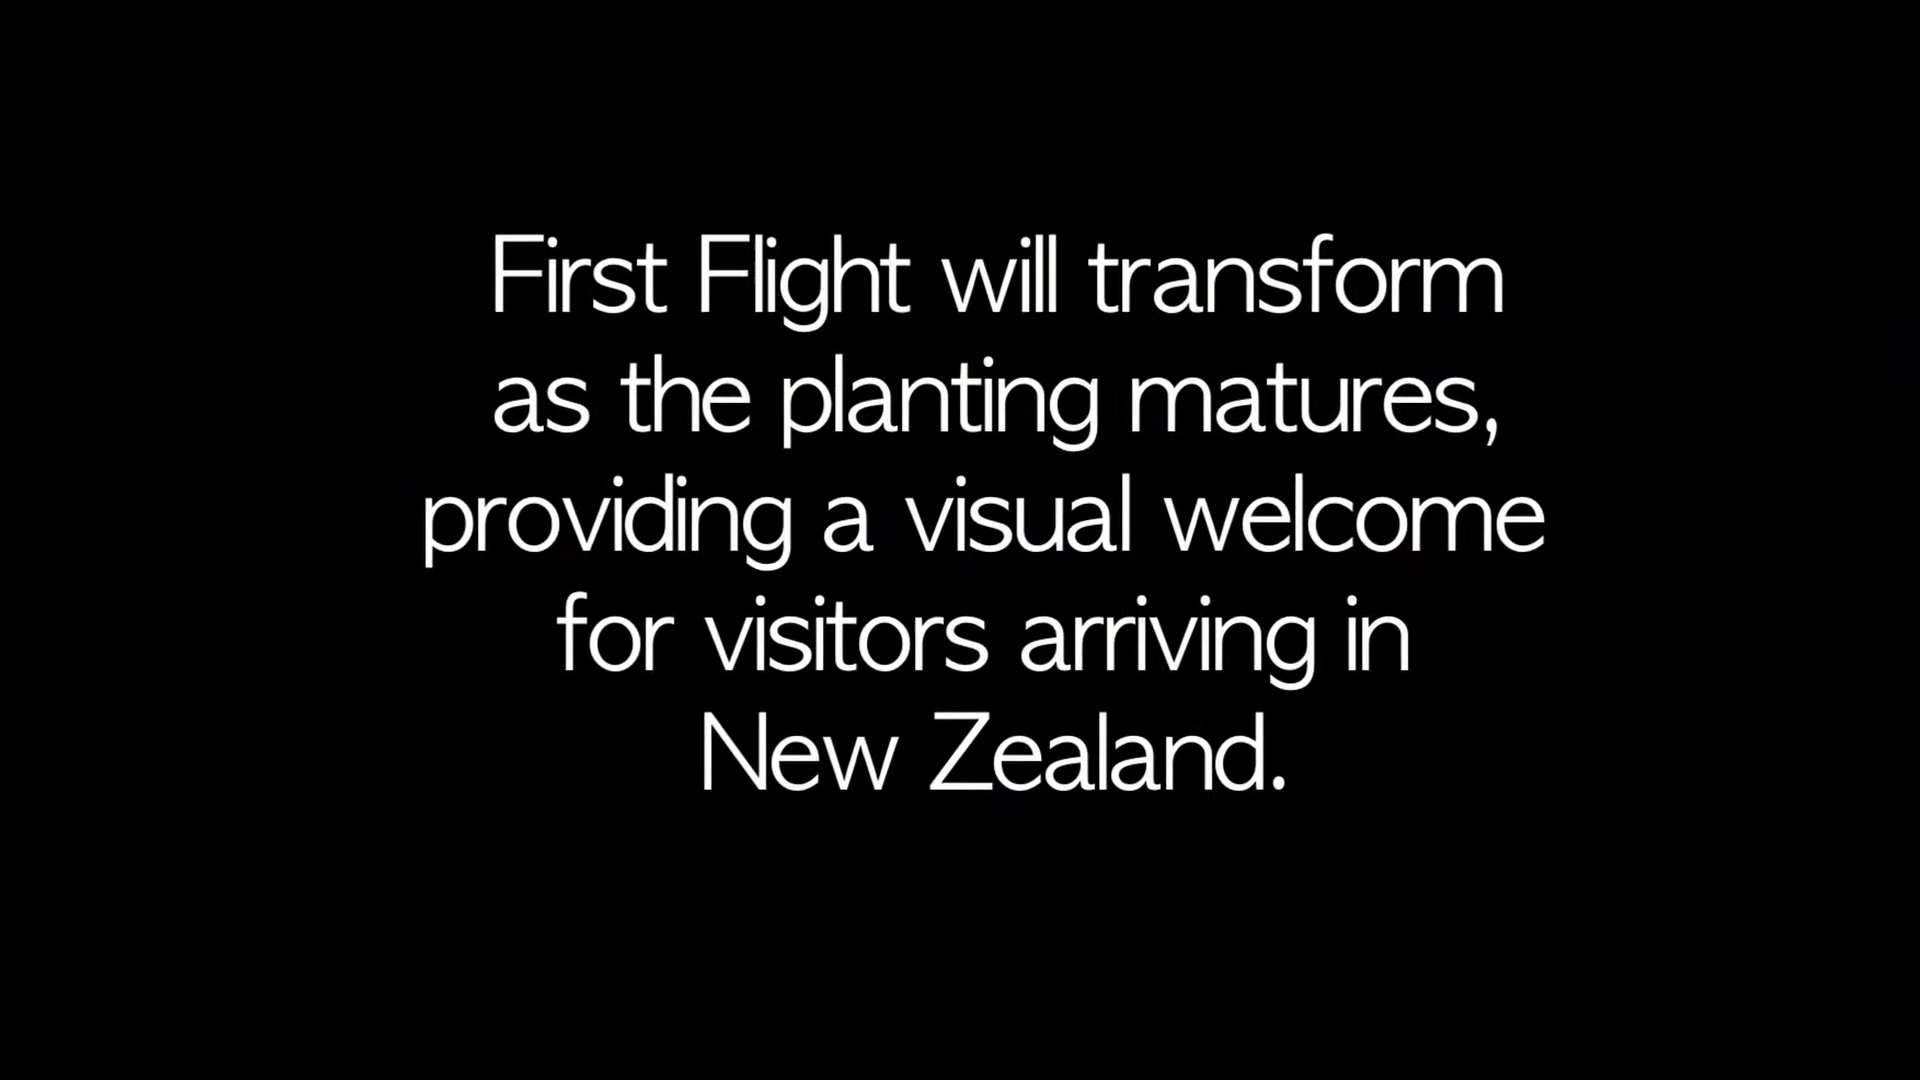 First Flight will transform
as the planting matures,
providing a visual welcome
for visitors arriving in
New Zealand.